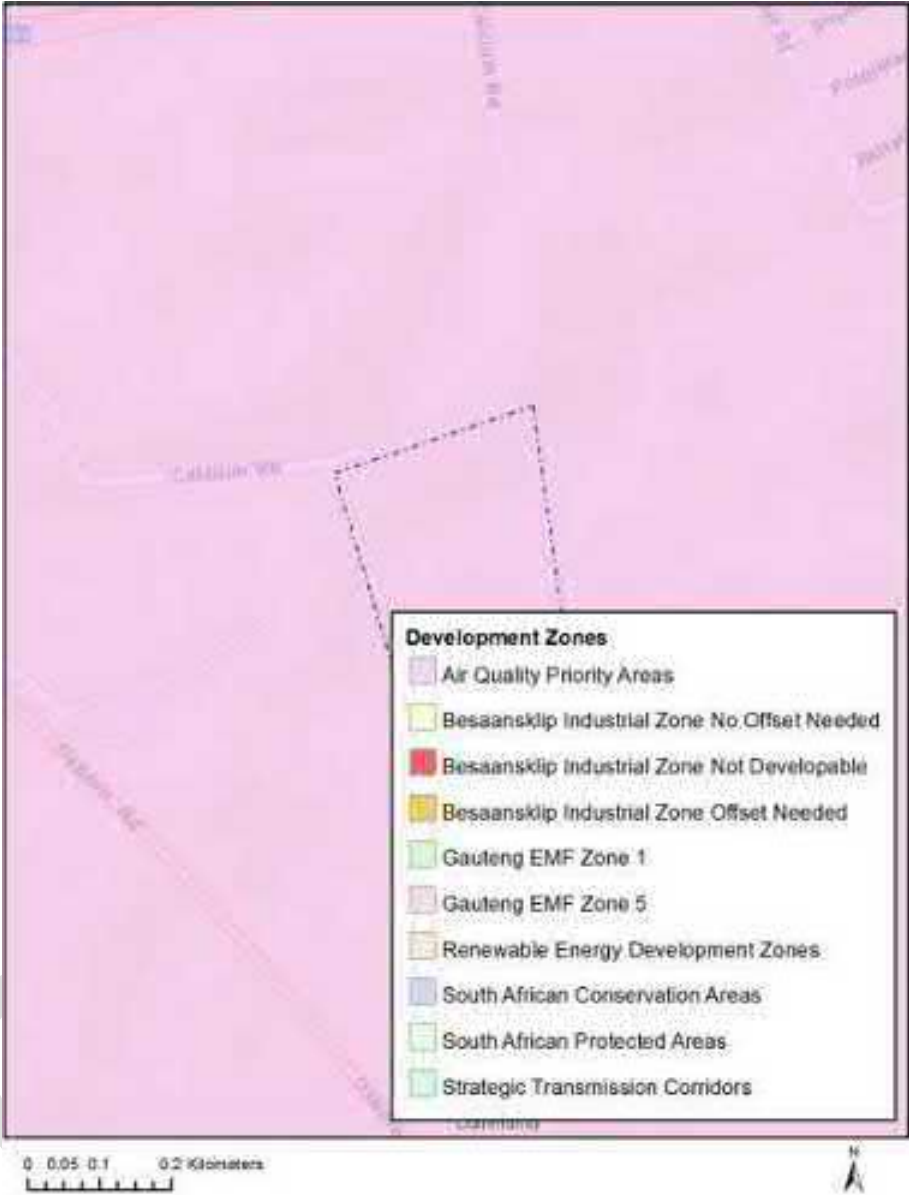 Development Zones
Air Quality Priority Areas
Besaansklip Industrial Zone No Offset Needed
Besaansklip Industrial Zone Not Developable
Besaansklip Industrial Zone Offset Needed
Gauteng EMF Zone 1
Gauteng EMF Zone 5
Renewable Energy Development Zones
South African Conservation Areas
South African Protected Areas
Strategic Transmission Corridors
0 0.05 0.1 0.2 Kilometers
N